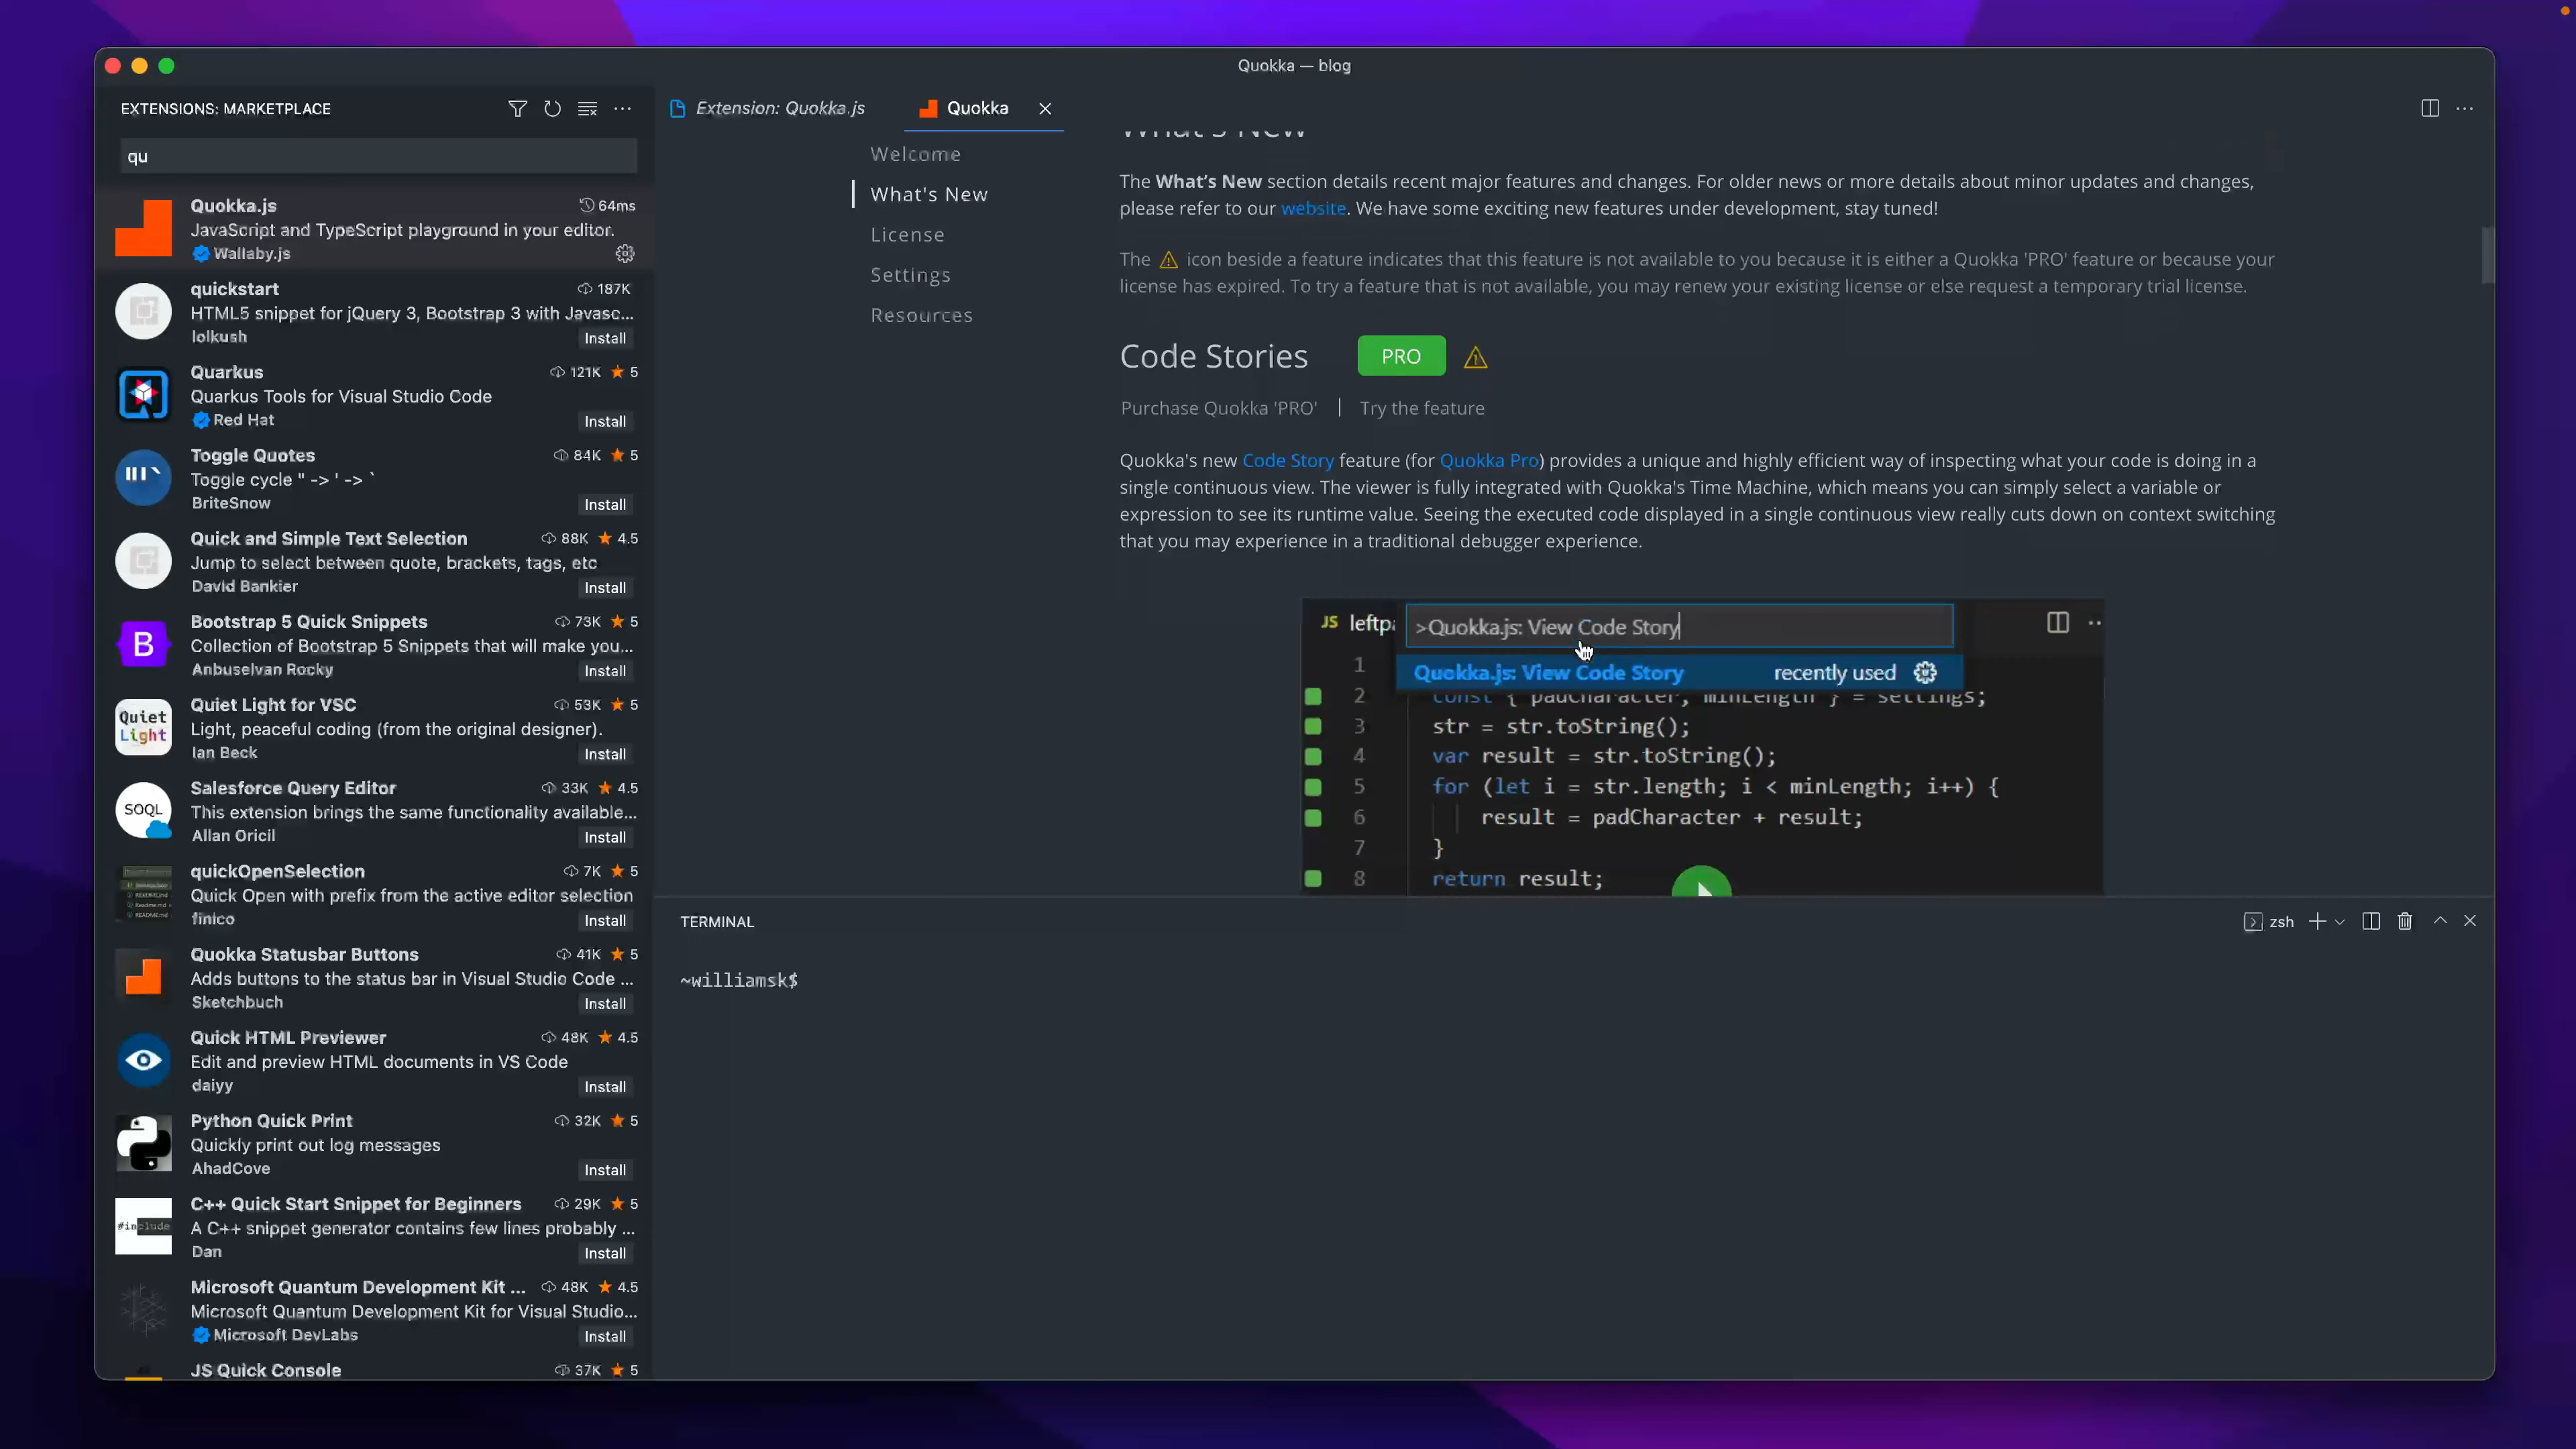 Quokka — blog
EXTENSIONS: MARKETPLACE
qu
Quokka.js 64ms
JavaScript and TypeScript playground in your editor.
Wallaby.js
quickstart 187K
HTML5 snippet for jQuery 3, Bootstrap 3 with Javasc...
lolkush Install
Quarkus 121K ★ 5
Quarkus Tools for Visual Studio Code
Red Hat Install
Toggle Quotes 84K ★ 5
Toggle cycle " -> ' -> `
BriteSnow Install
Quick and Simple Text Selection 88K ★ 4.5
Jump to select between quote, brackets, tags, etc
David Bankier Install
B
Bootstrap 5 Quick Snippets 73K ★ 5
Collection of Bootstrap 5 Snippets that will make you...
Anbuselvan Rocky Install
Quiet
Light
Quiet Light for VSC 53K ★ 5
Light, peaceful coding (from the original designer).
Ian Beck Install
SOQL
Salesforce Query Editor 33K ★ 4.5
This extension brings the same functionality available...
Allan Oricil Install
quickOpenSelection 7K ★ 5
Quick Open with prefix from the active editor selection
finico Install
Quokka Statusbar Buttons 41K ★ 5
Adds buttons to the status bar in Visual Studio Code ...
Sketchbuch Install
Quick HTML Previewer 48K ★ 4.5
Edit and preview HTML documents in VS Code
daiyy Install
Python Quick Print 32K ★ 5
Quickly print out log messages
AhadCove Install
#include
C++ Quick Start Snippet for Beginners 29K ★ 5
A C++ snippet generator contains few lines probably ...
Dan Install
Microsoft Quantum Development Kit ... 48K ★ 4.5
Microsoft Quantum Development Kit for Visual Studio...
Microsoft DevLabs Install
JS Quick Console 37K ★ 5
Extension: Quokka.js Quokka
Welcome
What's New
License
Settings
Resources
What's New
The What's New section details recent major features and changes. For older news or more details about minor updates and changes,
please refer to our website. We have some exciting new features under development, stay tuned!
The ⚠ icon beside a feature indicates that this feature is not available to you because it is either a Quokka 'PRO' feature or because your
license has expired. To try a feature that is not available, you may renew your existing license or else request a temporary trial license.
Code Stories PRO
Purchase Quokka 'PRO' | Try the feature
Quokka's new Code Story feature (for Quokka Pro) provides a unique and highly efficient way of inspecting what your code is doing in a
single continuous view. The viewer is fully integrated with Quokka's Time Machine, which means you can simply select a variable or
expression to see its runtime value. Seeing the executed code displayed in a single continuous view really cuts down on context switching
that you may experience in a traditional debugger experience.
JS leftpa >Quokka.js: View Code Story
1 Quokka.js: View Code Story recently used
2 const { padCharacter, minLength } = settings;
3 str = str.toString();
4 var result = str.toString();
5 for (let i = str.length; i < minLength; i++) {
6 result = padCharacter + result;
7 }
8 return result;
TERMINAL zsh
~williamsk$